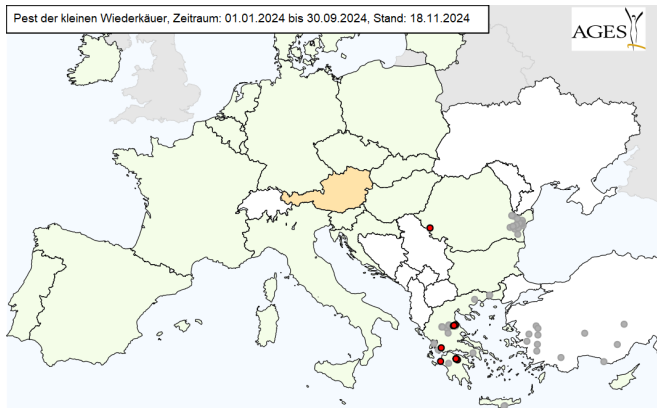 Pest der kleinen Wiederkäuer, Zeitraum: 01.01.2024 bis 30.09.2024, Stand: 18.11.2024
AGES